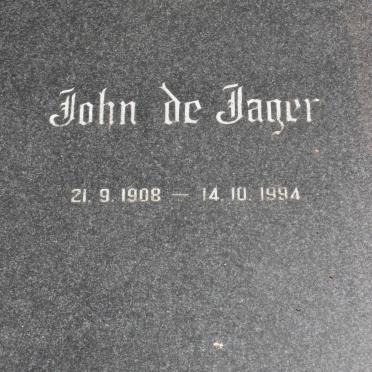 John de Jager
21. 9. 1908 — 14. 10. 1994